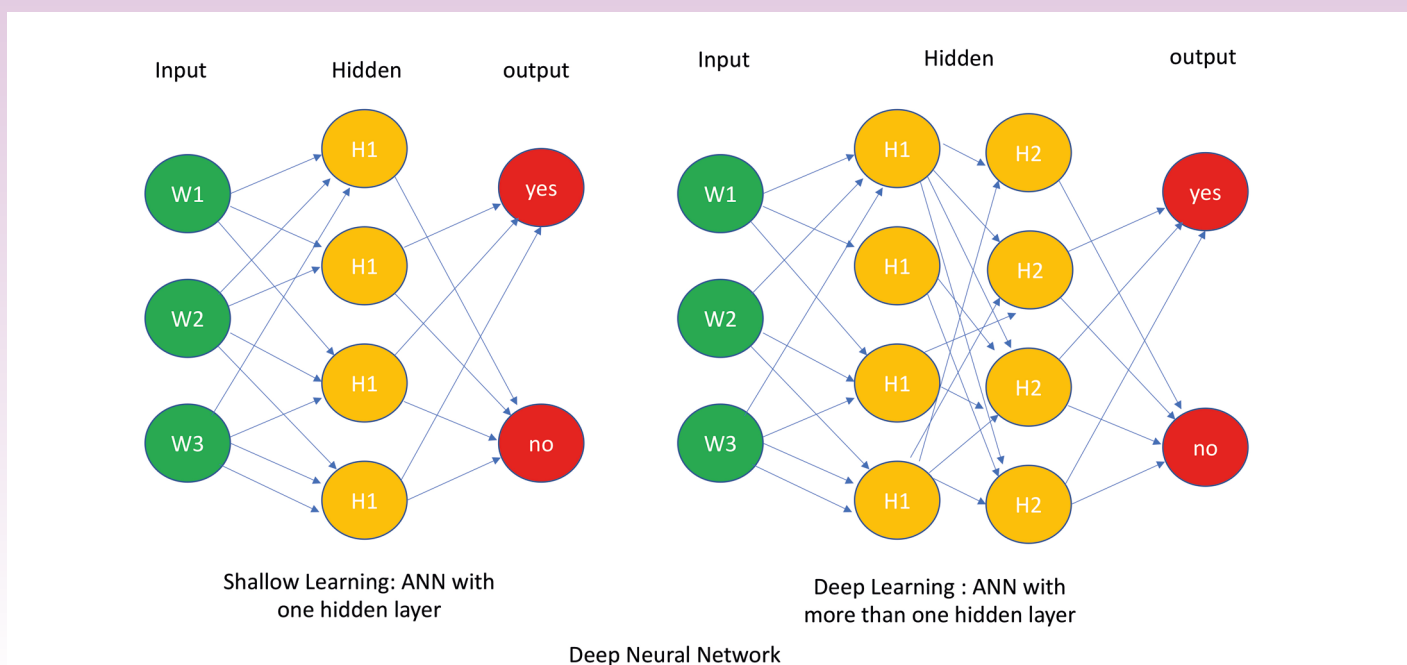 Input
Hidden
output
W1
W2
W3
H1
H1
H1
H1
yes
no
Shallow Learning: ANN with
one hidden layer
Input
Hidden
output
W1
W2
W3
H1
H1
H1
H1
H2
H2
H2
H2
yes
no
Deep Learning : ANN with
more than one hidden layer
Deep Neural Network